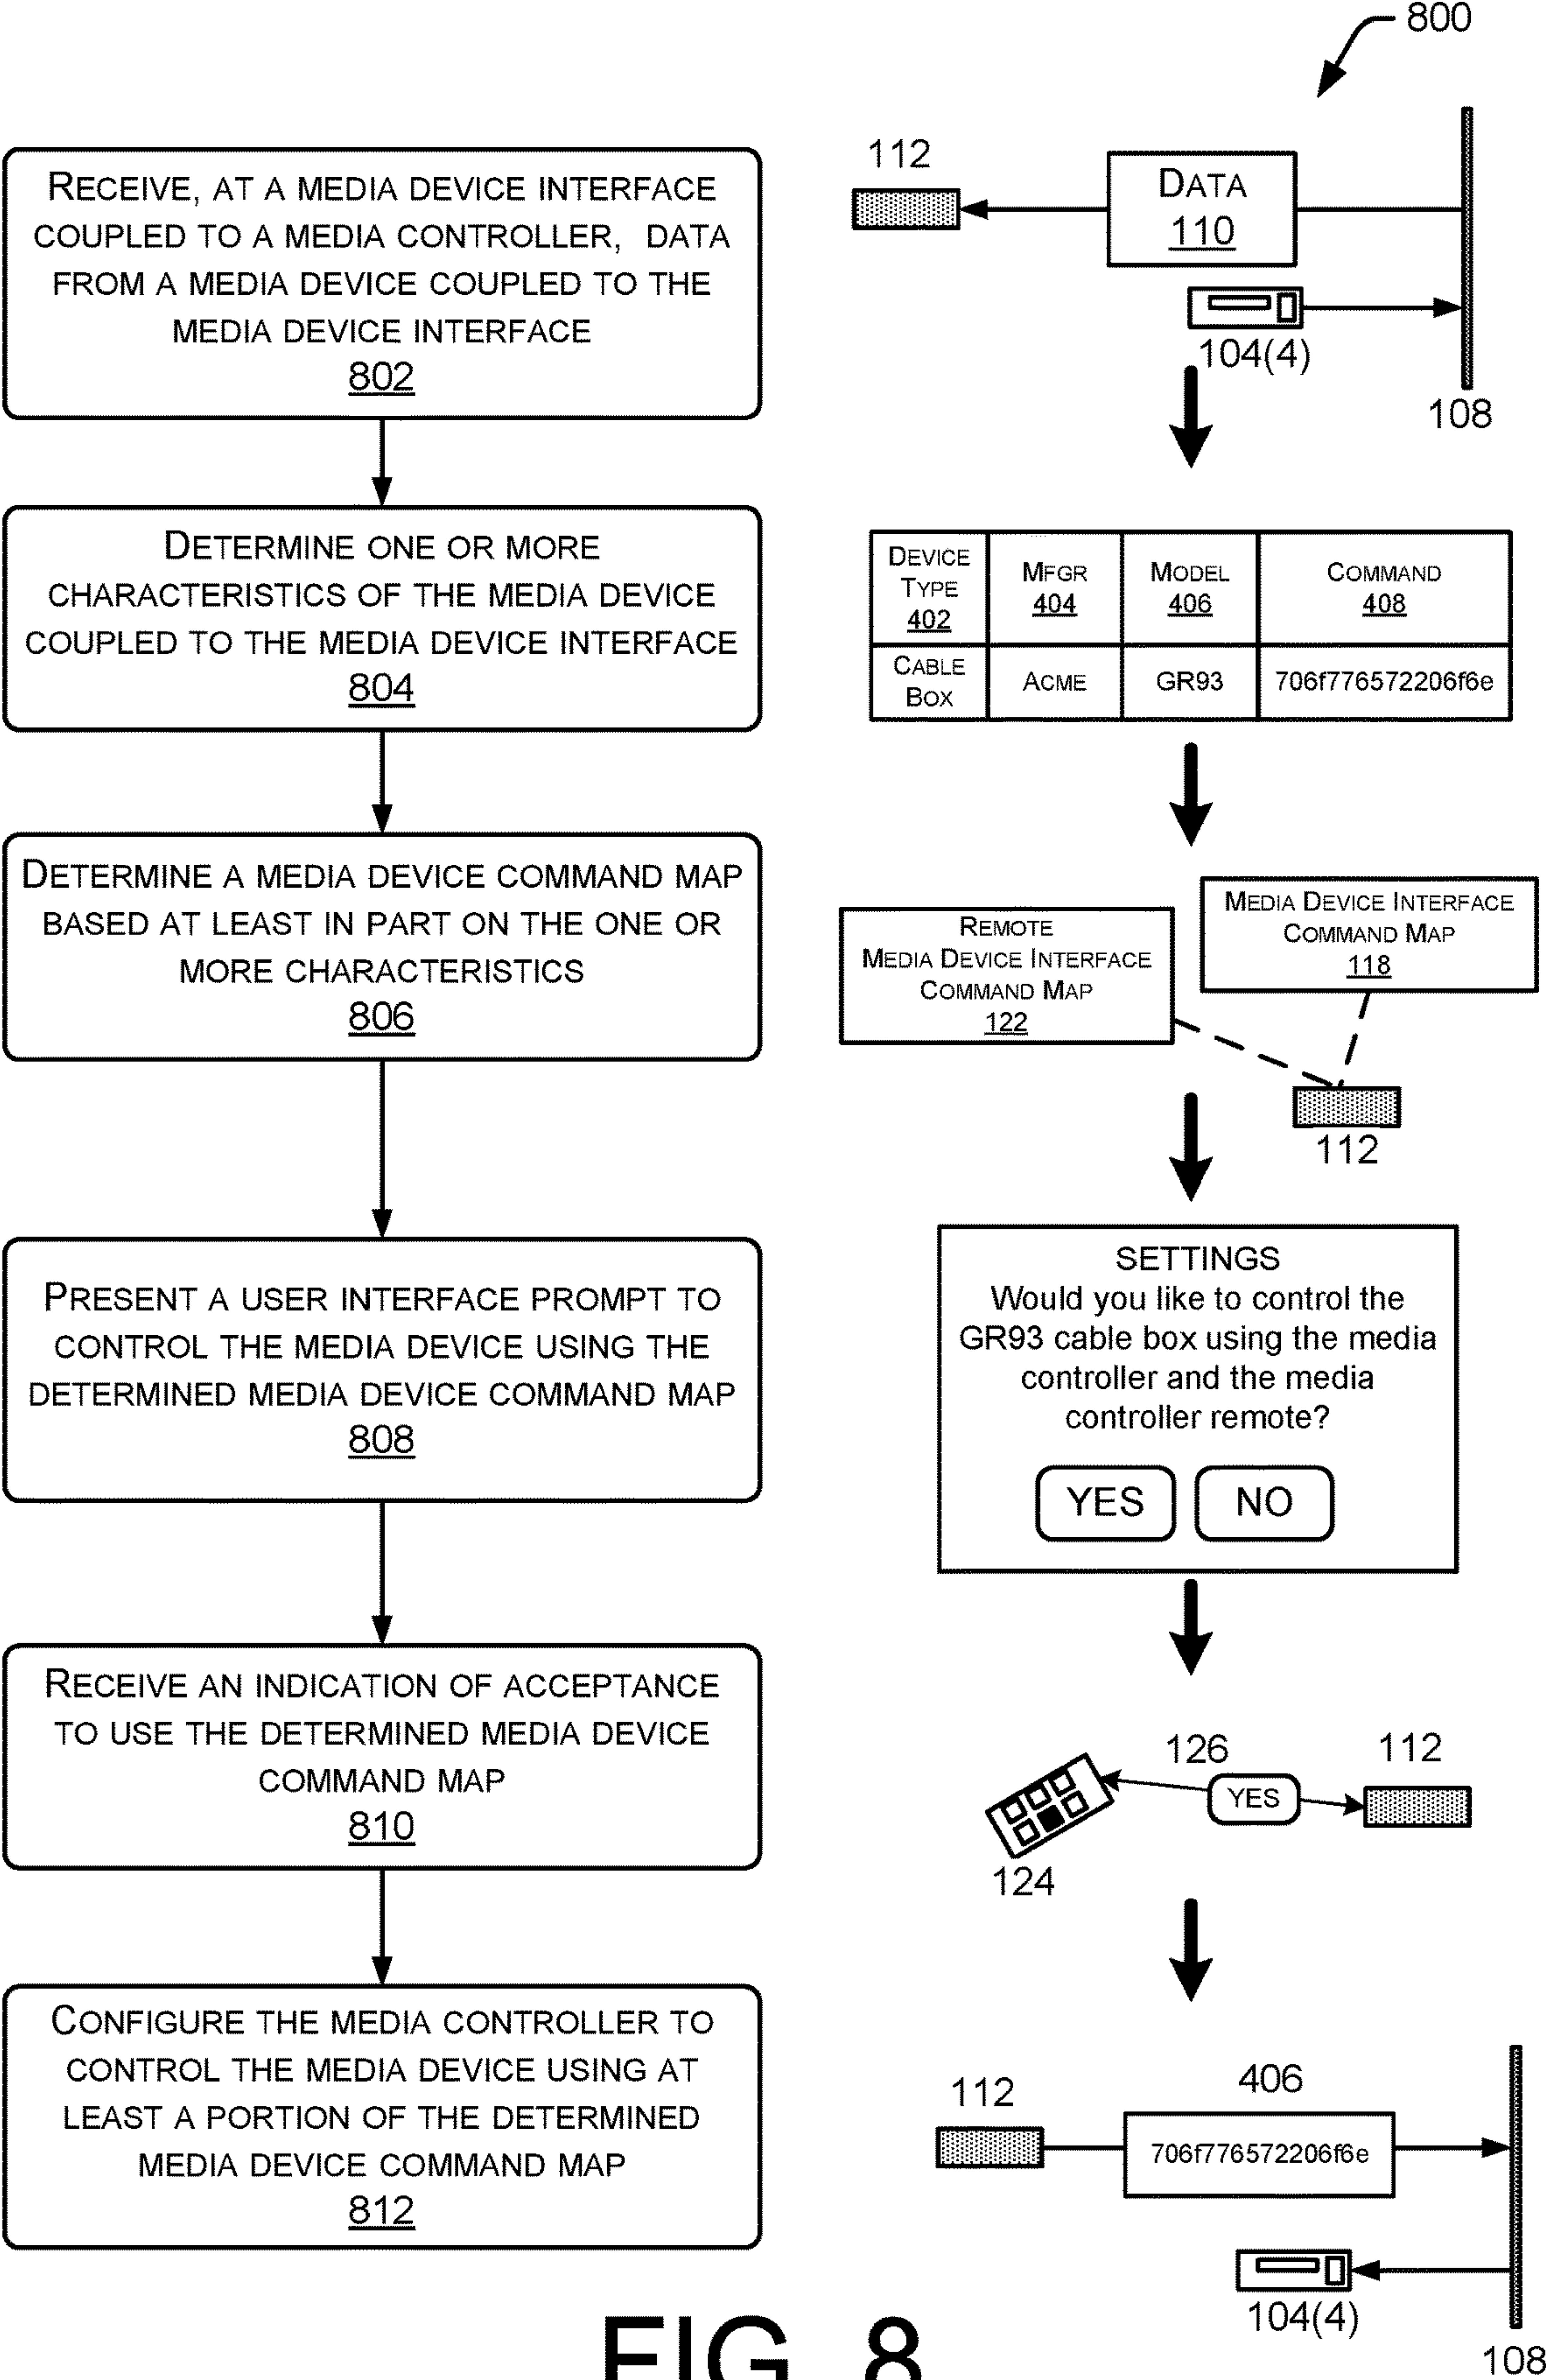 800
RECEIVE, AT A MEDIA DEVICE INTERFACE
COUPLED TO A MEDIA CONTROLLER, DATA
FROM A MEDIA DEVICE COUPLED TO THE
MEDIA DEVICE INTERFACE
802
112
DATA
110
104(4)
108
DETERMINE ONE OR MORE
CHARACTERISTICS OF THE MEDIA DEVICE
COUPLED TO THE MEDIA DEVICE INTERFACE
804
DEVICE
TYPE
402
MFGR
404
MODEL
406
COMMAND
408
CABLE
BOX
ACME
GR93
706f776572206f6e
DETERMINE A MEDIA DEVICE COMMAND MAP
BASED AT LEAST IN PART ON THE ONE OR
MORE CHARACTERISTICS
806
REMOTE
MEDIA DEVICE INTERFACE
COMMAND MAP
122
MEDIA DEVICE INTERFACE
COMMAND MAP
118
112
PRESENT A USER INTERFACE PROMPT TO
CONTROL THE MEDIA DEVICE USING THE
DETERMINED MEDIA DEVICE COMMAND MAP
808
SETTINGS
Would you like to control the
GR93 cable box using the media
controller and the media
controller remote?
YES
NO
RECEIVE AN INDICATION OF ACCEPTANCE
TO USE THE DETERMINED MEDIA DEVICE
COMMAND MAP
810
126
112
YES
124
CONFIGURE THE MEDIA CONTROLLER TO
CONTROL THE MEDIA DEVICE USING AT
LEAST A PORTION OF THE DETERMINED
MEDIA DEVICE COMMAND MAP
812
112
406
706f776572206f6e
104(4)
108
FIG. 8